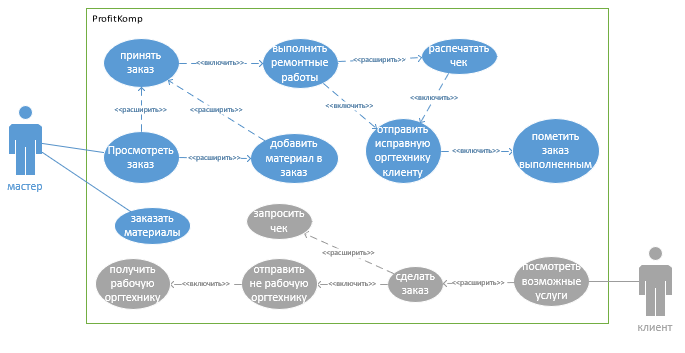 ProfitKomp
принять
заказ
<<включить>>
выполнить
ремонтные
работы
<<расширить>>
распечатать
чек
<<расширить>>
<<расширить>>
<<включить>>
<<включить>>
Просмотреть
заказ
<<расширить>>
добавить
материал в
заказ
отправить
исправную
оргтехнику
клиенту
<<включить>>
пометить
заказ
выполненным
мастер
заказать
материалы
запросить
чек
<<расширить>>
получить
рабочую
оргтехнику
<<включить>>
отправить
не рабочую
оргтехнику
<<включить>>
сделать
заказ
<<расширить>>
посмотреть
возможные
услуги
клиент